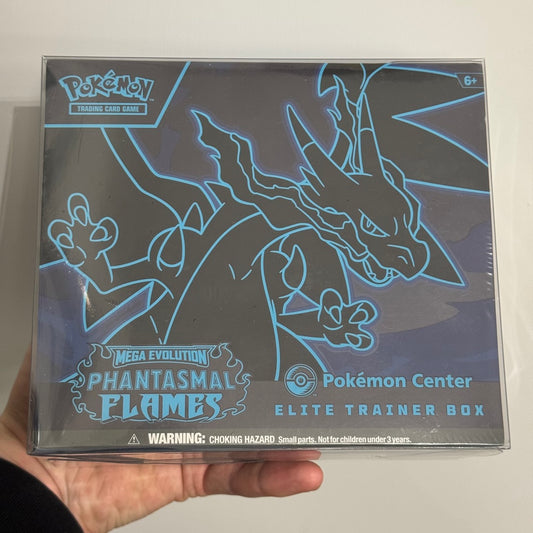 Pokémon
TRADING CARD GAME
6+
MEGA EVOLUTION
PHANTASMAL
FLAMES
Pokémon Center
ELITE TRAINER BOX
WARNING: CHOKING HAZARD Small parts. Not for children under 3 years.